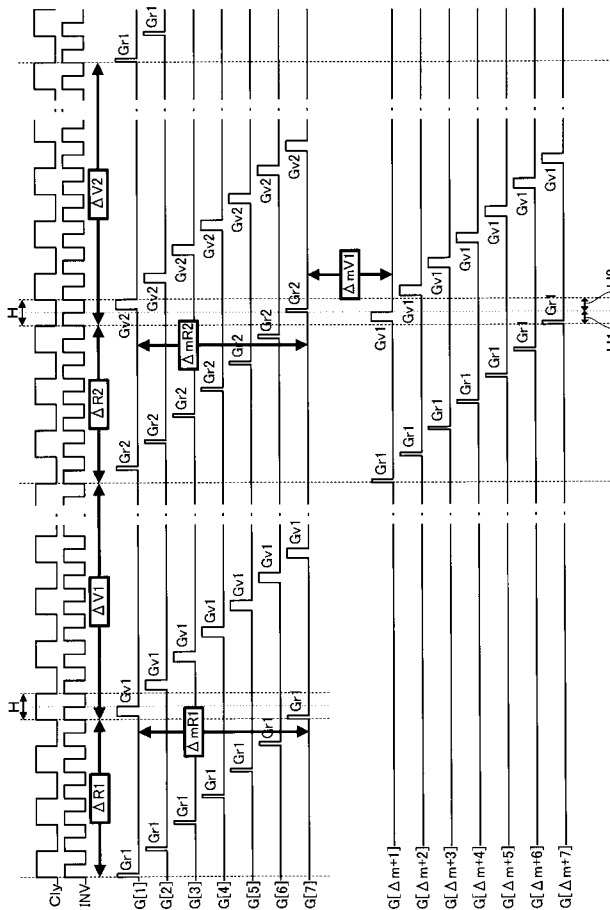 H H
Cly
INV
ΔR1 ΔV1 ΔR2 ΔV2
G[1] Gr1 Gv1 Gr2 Gv2 Gr1
G[2] Gr1 Gv1 Gr2 Gv2 Gr1
G[3] Gr1 Gv1 Gr2 Gv2
ΔmR1 ΔmR2
G[4] Gr1 Gv1 Gr2 Gv2
G[5] Gr1 Gv1 Gr2 Gv2
G[6] Gr1 Gv1 Gr2 Gv2
G[7] Gr1 Gv1 Gr2 Gv2
ΔmV1
G[Δm+1] Gr1 Gv1
G[Δm+2] Gr1 Gv1
G[Δm+3] Gr1 Gv1
G[Δm+4] Gr1 Gv1
G[Δm+5] Gr1 Gv1
G[Δm+6] Gr1 Gv1
G[Δm+7] Gr1 Gv1